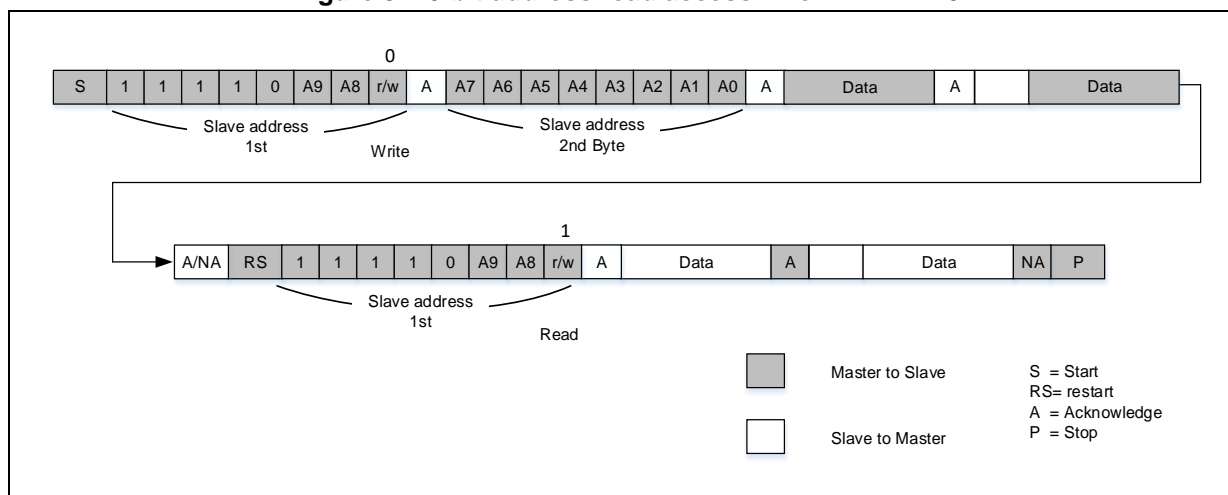 0
S 1 1 1 1 0 A9 A8 r/w A A7 A6 A5 A4 A3 A2 A1 A0 A Data A Data
Slave address
1st
Write
Slave address
2nd Byte
1
A/NA RS 1 1 1 1 0 A9 A8 r/w A Data A Data NA P
Slave address
1st
Read
Master to Slave
Slave to Master
S = Start
RS= restart
A = Acknowledge
P = Stop